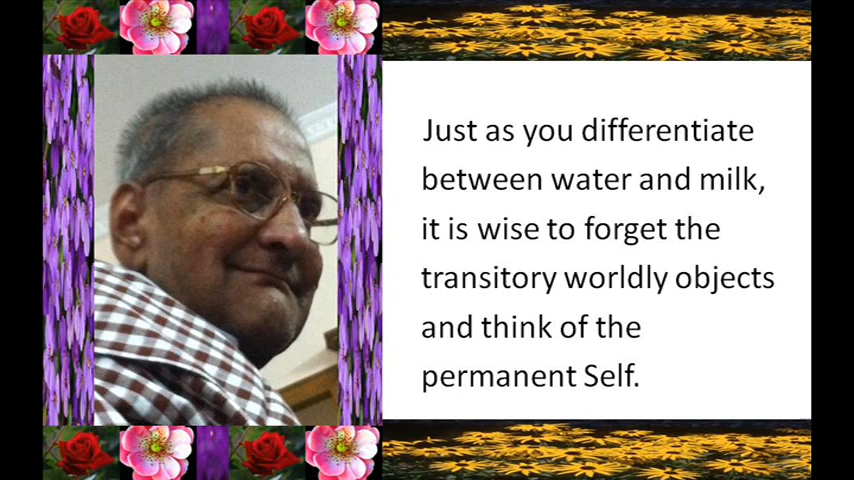 Just as you differentiate
between water and milk,
it is wise to forget the
transitory worldly objects
and think of the
permanent Self.